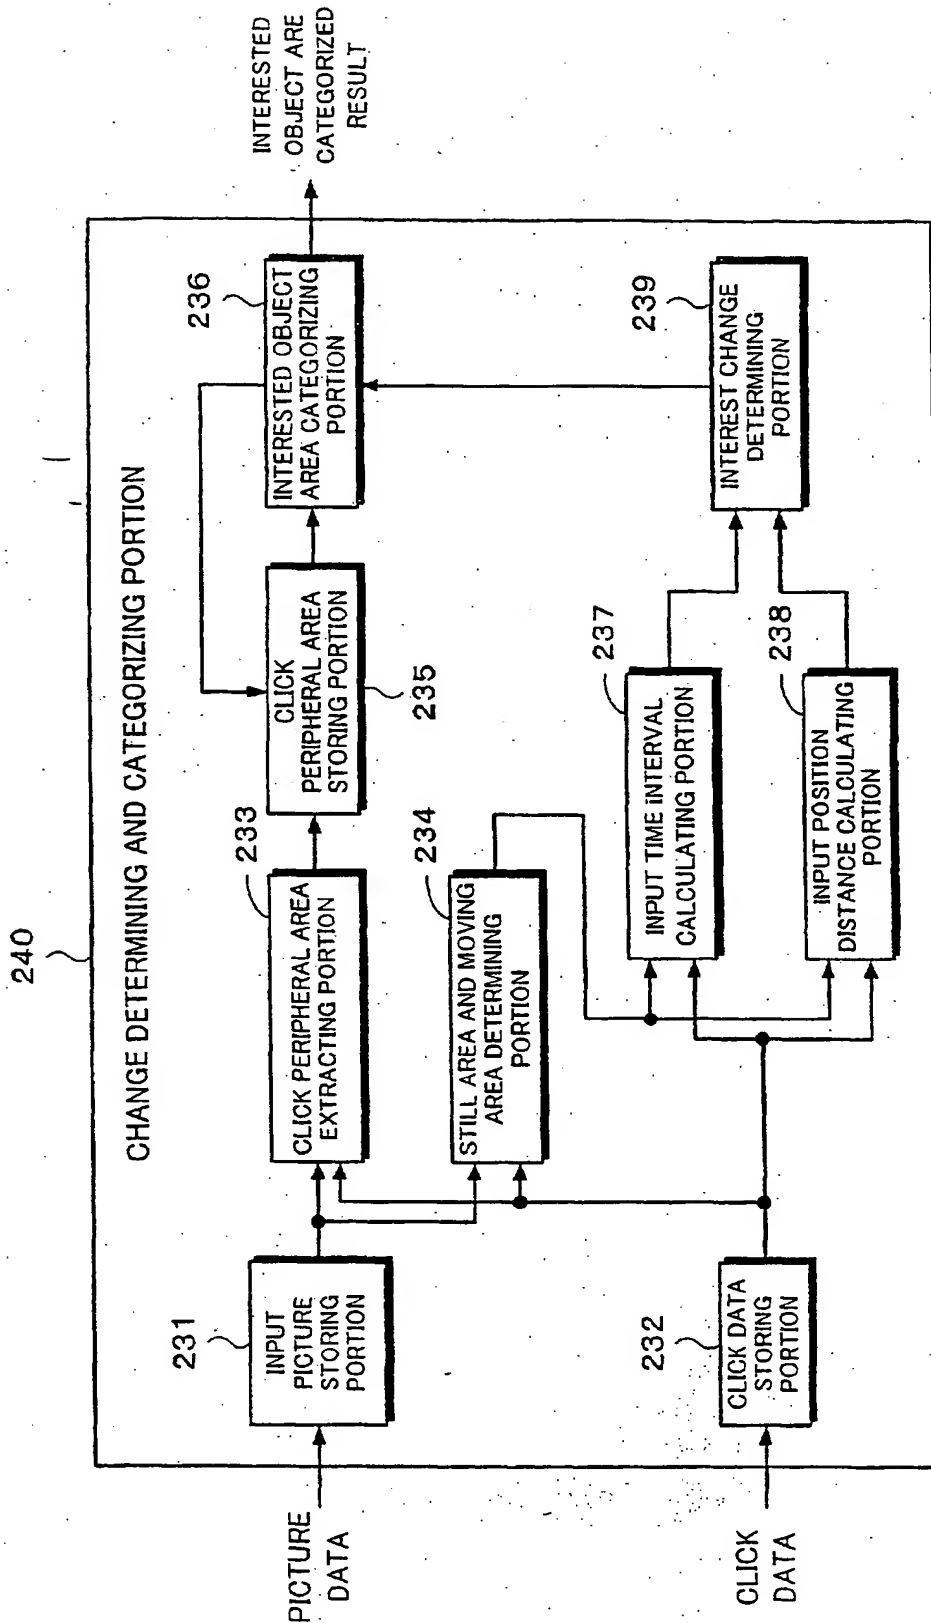 240
CHANGE DETERMINING AND CATEGORIZING PORTION
PICTURE
DATA
231
INPUT
PICTURE
STORING
PORTION
233
CLICK PERIPHERAL AREA
EXTRACTING PORTION
235
CLICK
PERIPHERAL AREA
STORING PORTION
236
INTERESTED OBJECT
AREA CATEGORIZING
PORTION
INTERESTED
OBJECT ARE
CATEGORIZED
RESULT
234
STILL AREA AND MOVING
AREA DETERMINING
PORTION
CLICK
DATA
232
CLICK DATA
STORING
PORTION
237
INPUT TIME INTERVAL
CALCULATING PORTION
238
INPUT POSITION
DISTANCE CALCULATING
PORTION
239
INTEREST CHANGE
DETERMINING
PORTION